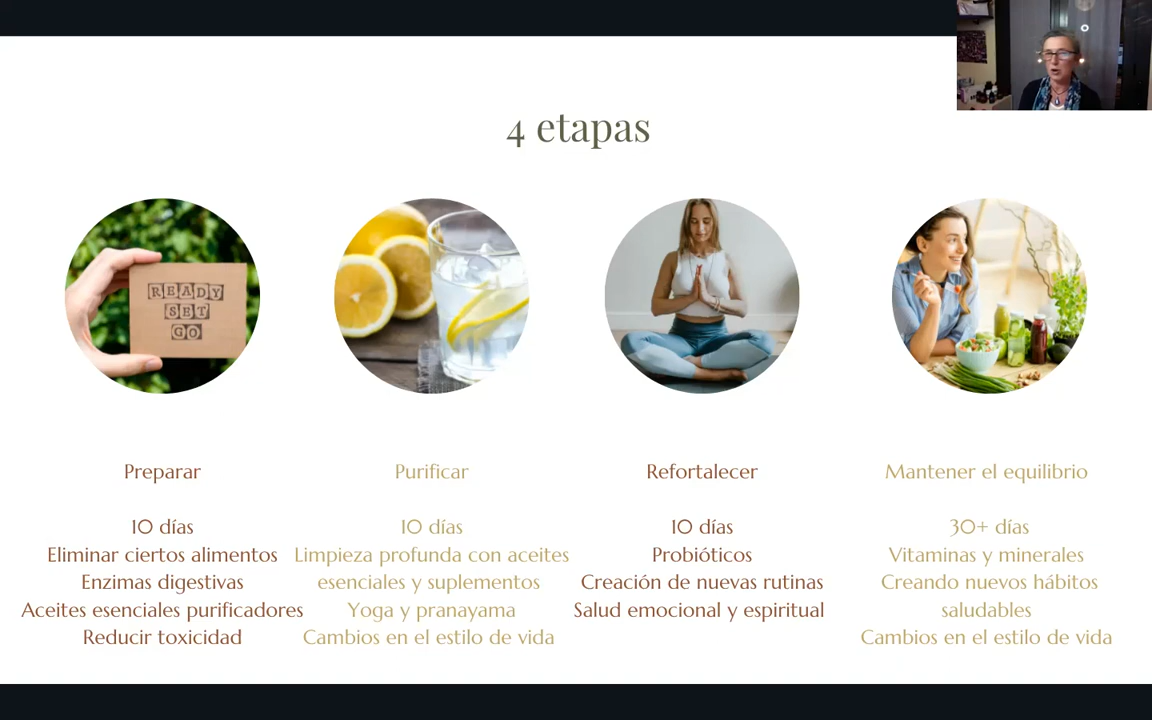 4 etapas
READY
SET
GO
Preparar
10 días
Eliminar ciertos alimentos
Enzimas digestivas
Aceites esenciales purificadores
Reducir toxicidad
Purificar
10 días
Limpieza profunda con aceites
esenciales y suplementos
Yoga y pranayama
Cambios en el estilo de vida
Refortalecer
10 días
Probióticos
Creación de nuevas rutinas
Salud emocional y espiritual
Mantener el equilibrio
30+ días
Vitaminas y minerales
Creando nuevos hábitos
saludables
Cambios en el estilo de vida